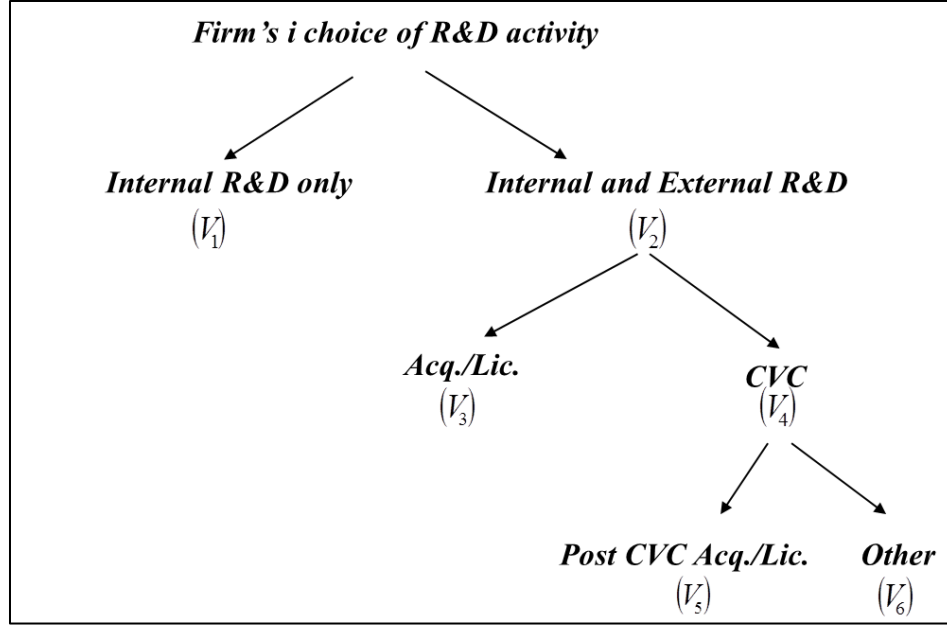 Firm's i choice of R&D activity
Internal R&D only
Internal and External R&D
(V₁)
(V₂)
Acq./Lic.
CVC
(V₃)
(V₄)
Post CVC Acq./Lic.
Other
(V₅)
(V₆)